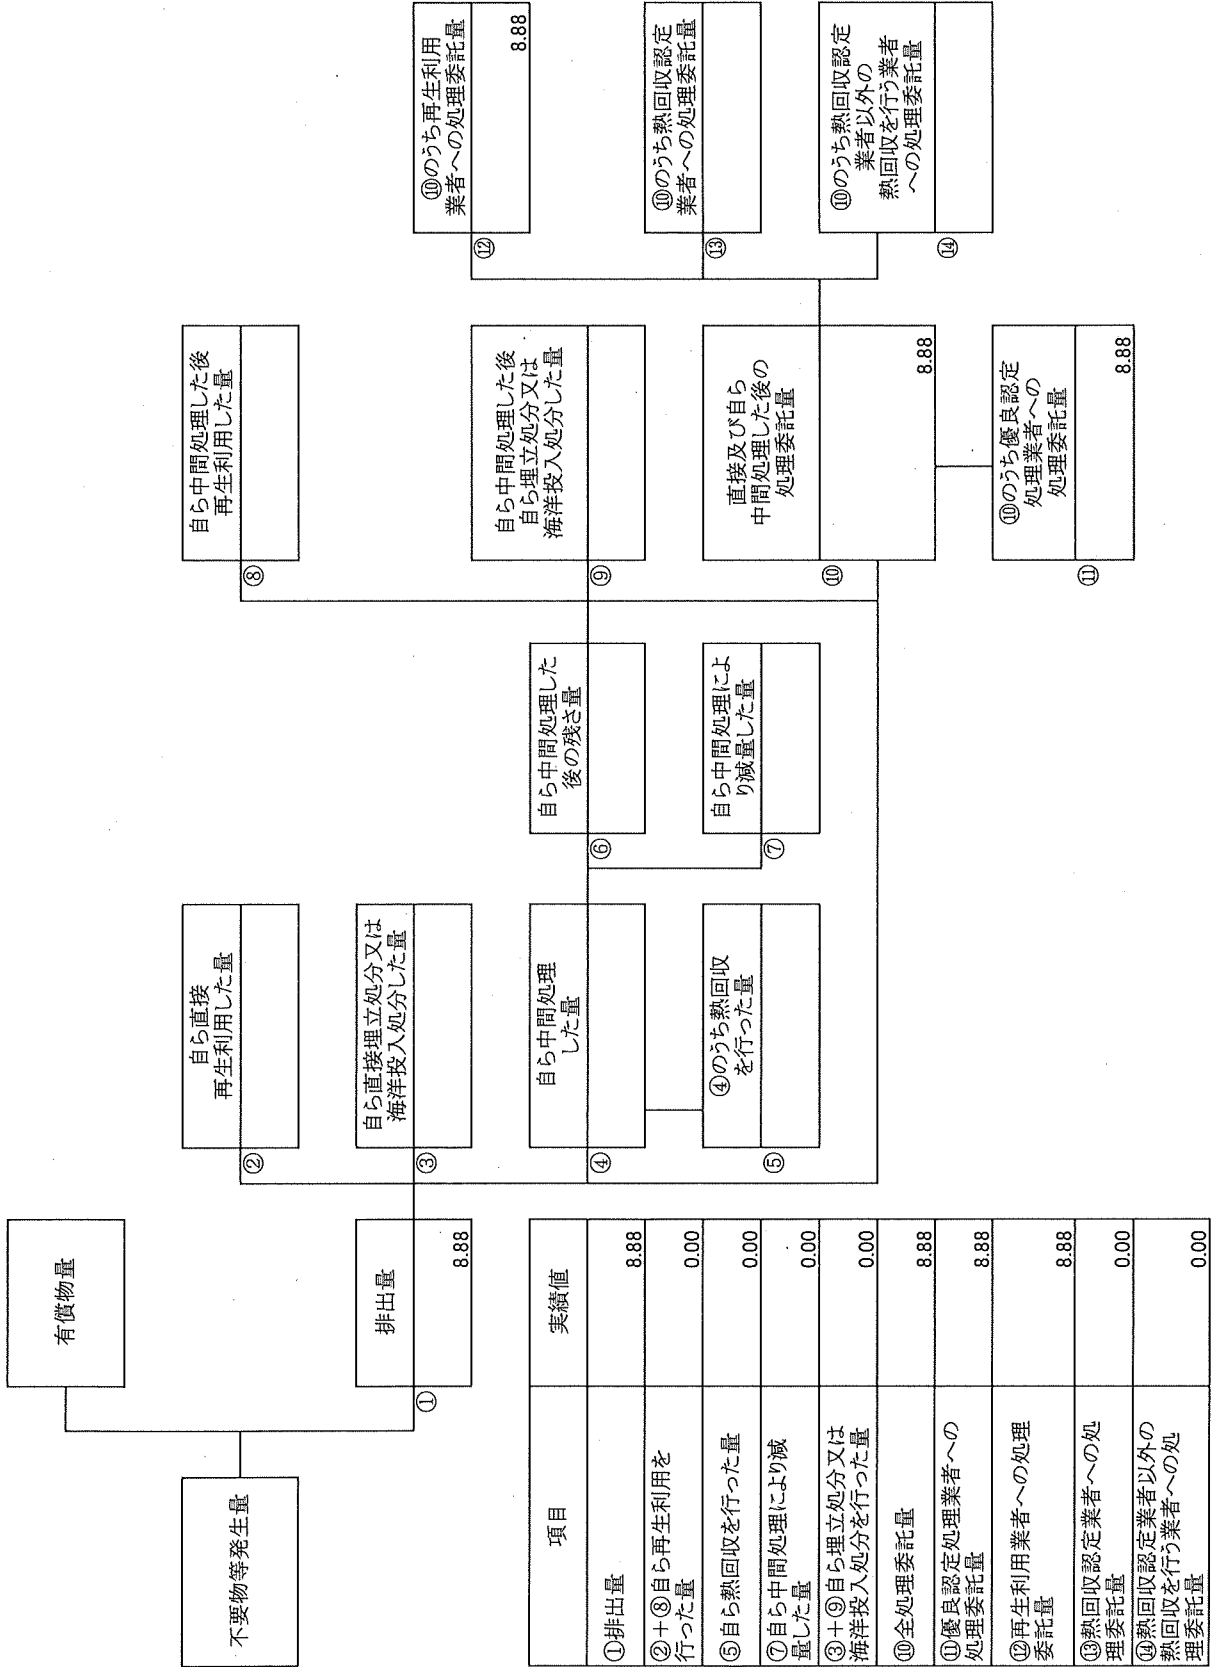 不要物等発生量
有償物量
①
排出量
8.88
②
自ら直接
再生利用した量
③
自ら直接埋立処分又は
海洋投入処分した量
④
自ら中間処理
した量
⑤
④のうち熱回収
を行った量
⑥
自ら中間処理した
後の残さ量
⑦
自ら中間処理によ
り減量した量
⑧
自ら中間処理した後
再生利用した量
⑨
自ら中間処理した後
自ら埋立処分又は
海洋投入処分した量
⑩
直接及び自ら
中間処理した後の
処理委託量
8.88
⑪
⑩のうち優良認定
処理業者への
処理委託量
8.88
⑫
⑩のうち再生利用
業者への処理委託量
8.88
⑬
⑩のうち熱回収認定
業者への処理委託量
⑭
⑩のうち熱回収認定
業者以外の
熱回収を行う業者
への処理委託量
項目
実績値
①排出量
8.88
②+⑧自ら再生利用を
行った量
0.00
⑤自ら熱回収を行った量
0.00
⑦自ら中間処理により減
量した量
0.00
③+⑨自ら埋立処分又は
海洋投入処分を行った量
0.00
⑩全処理委託量
8.88
⑪優良認定処理業者への
処理委託量
8.88
⑫再生利用業者への処理
委託量
8.88
⑬熱回収認定業者への処
理委託量
0.00
⑭熱回収認定業者以外の
熱回収を行う業者への処
理委託量
0.00